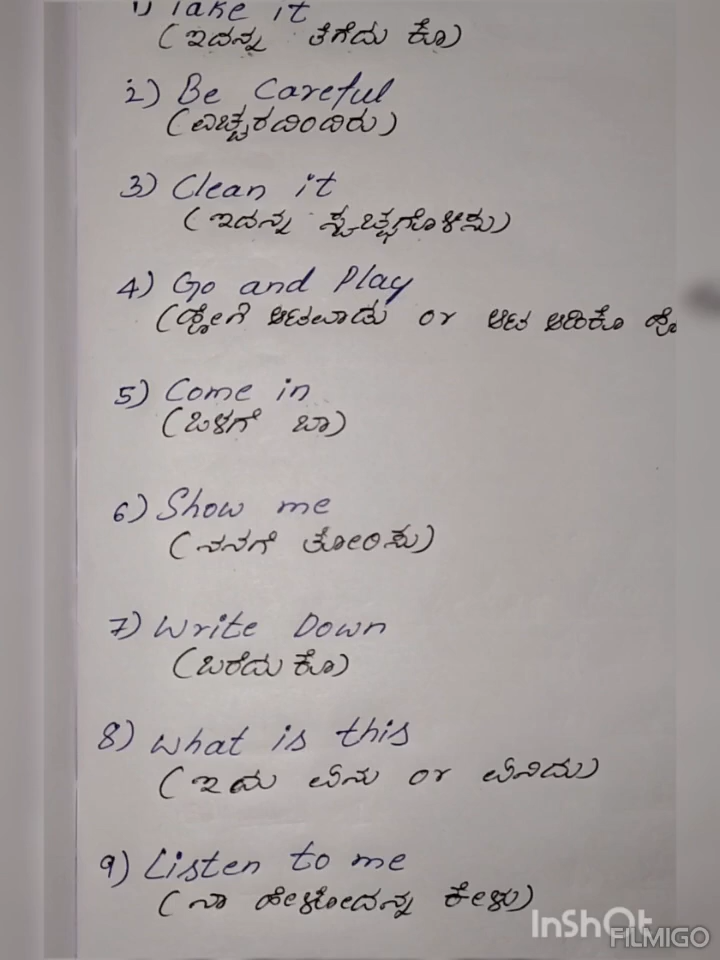 1) Take it
(ಇದನ್ನ ತೆಗೆದು ಕೊ)
2) Be Careful
(ಎಚ್ಚರದಿಂದಿರು)
3) Clean it
(ಇದನ್ನ ಸ್ವಚ್ಛಗೊಳಿಸು)
4) Go and Play
(ಹೋಗಿ ಆಟವಾಡು or ಆಟ ಆಡಿಕೊ
5) Come in
(ಒಳಗೆ ಬಾ)
6) Show me
(ನನಗೆ ತೋರಿಸು)
7) Write Down
(ಬರೆದು ಕೊ)
8) What is this
(ಇದು ಏನು or ಏನಿದು)
9) Listen to me
(ನಾ ಹೇಳೋದನ್ನ ಕೇಳು)
InShOt
FILMIGO